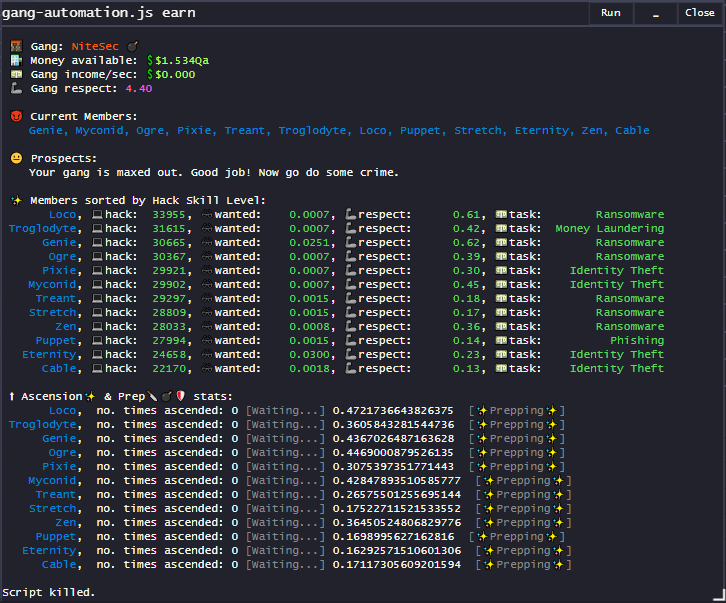 gang-automation.js earn Run _ Close
Gang: NiteSec
Money available: $$1.534Qa
Gang income/sec: $$0.000
Gang respect: 4.40
Current Members:
Genie, Myconid, Ogre, Pixie, Treant, Troglodyte, Loco, Puppet, Stretch, Eternity, Zen, Cable
Prospects:
Your gang is maxed out. Good job! Now go do some crime.
Members sorted by Hack Skill Level:
Loco, hack: 33955, wanted: 0.0007, respect: 0.61, task: Ransomware
Troglodyte, hack: 31615, wanted: 0.0007, respect: 0.42, task: Money Laundering
Genie, hack: 30665, wanted: 0.0251, respect: 0.62, task: Ransomware
Ogre, hack: 30367, wanted: 0.0007, respect: 0.39, task: Ransomware
Pixie, hack: 29921, wanted: 0.0007, respect: 0.30, task: Identity Theft
Myconid, hack: 29902, wanted: 0.0007, respect: 0.45, task: Identity Theft
Treant, hack: 29297, wanted: 0.0015, respect: 0.18, task: Ransomware
Stretch, hack: 28809, wanted: 0.0015, respect: 0.17, task: Ransomware
Zen, hack: 28033, wanted: 0.0008, respect: 0.36, task: Ransomware
Puppet, hack: 27994, wanted: 0.0015, respect: 0.14, task: Phishing
Eternity, hack: 24658, wanted: 0.0300, respect: 0.23, task: Identity Theft
Cable, hack: 22170, wanted: 0.0018, respect: 0.13, task: Identity Theft
Ascension & Prep stats:
Loco, no. times ascended: 0 [Waiting...] 0.4721736643826375 [Prepping]
Troglodyte, no. times ascended: 0 [Waiting...] 0.3605843281544736 [Prepping]
Genie, no. times ascended: 0 [Waiting...] 0.4367026487163628 [Prepping]
Ogre, no. times ascended: 0 [Waiting...] 0.4469000879526135 [Prepping]
Pixie, no. times ascended: 0 [Waiting...] 0.3075397351771443 [Prepping]
Myconid, no. times ascended: 0 [Waiting...] 0.42847893510585777 [Prepping]
Treant, no. times ascended: 0 [Waiting...] 0.26575501255695144 [Prepping]
Stretch, no. times ascended: 0 [Waiting...] 0.17522711521533552 [Prepping]
Zen, no. times ascended: 0 [Waiting...] 0.36450524806829776 [Prepping]
Puppet, no. times ascended: 0 [Waiting...] 0.1698995627162816 [Prepping]
Eternity, no. times ascended: 0 [Waiting...] 0.16292571510601306 [Prepping]
Cable, no. times ascended: 0 [Waiting...] 0.17117305609201594 [Prepping]
Script killed.